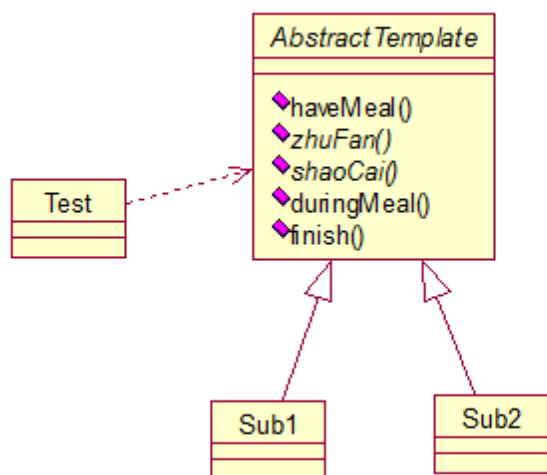 AbstractTemplate
haveMeal()
zhuFan()
shaoCai()
duringMeal()
finish()
Test
Sub1
Sub2